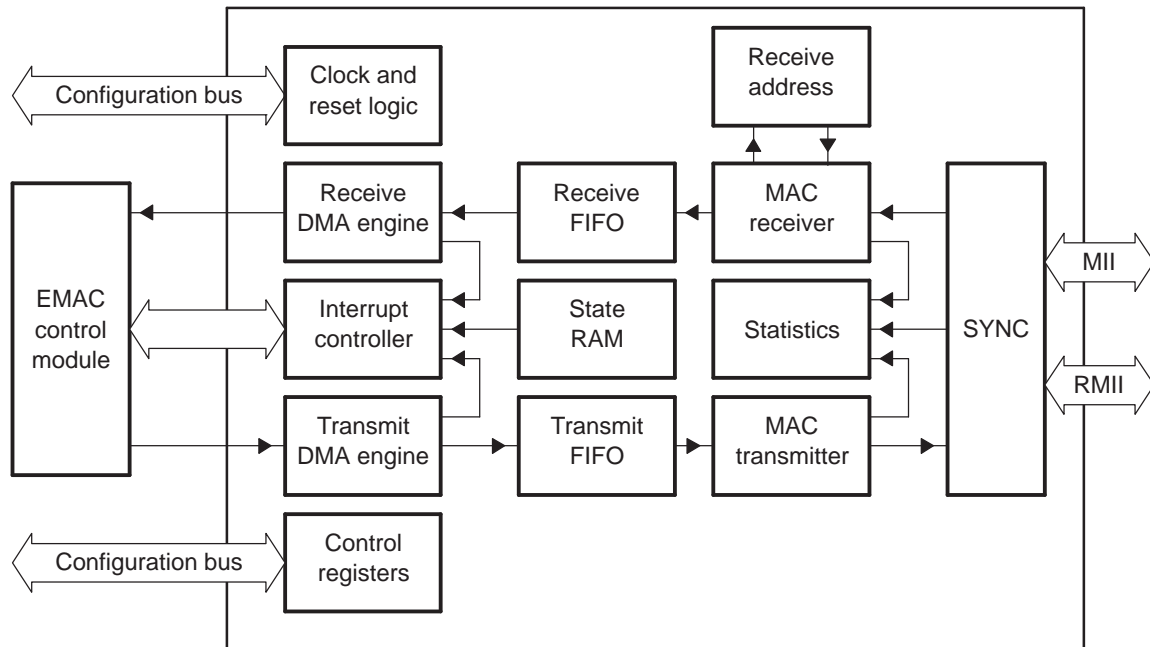 Configuration bus
Clock and
reset logic
Receive
address
EMAC
control
module
Receive
DMA engine
Receive
FIFO
MAC
receiver
Interrupt
controller
State
RAM
Statistics
SYNC
MII
RMII
Transmit
DMA engine
Transmit
FIFO
MAC
transmitter
Configuration bus
Control
registers